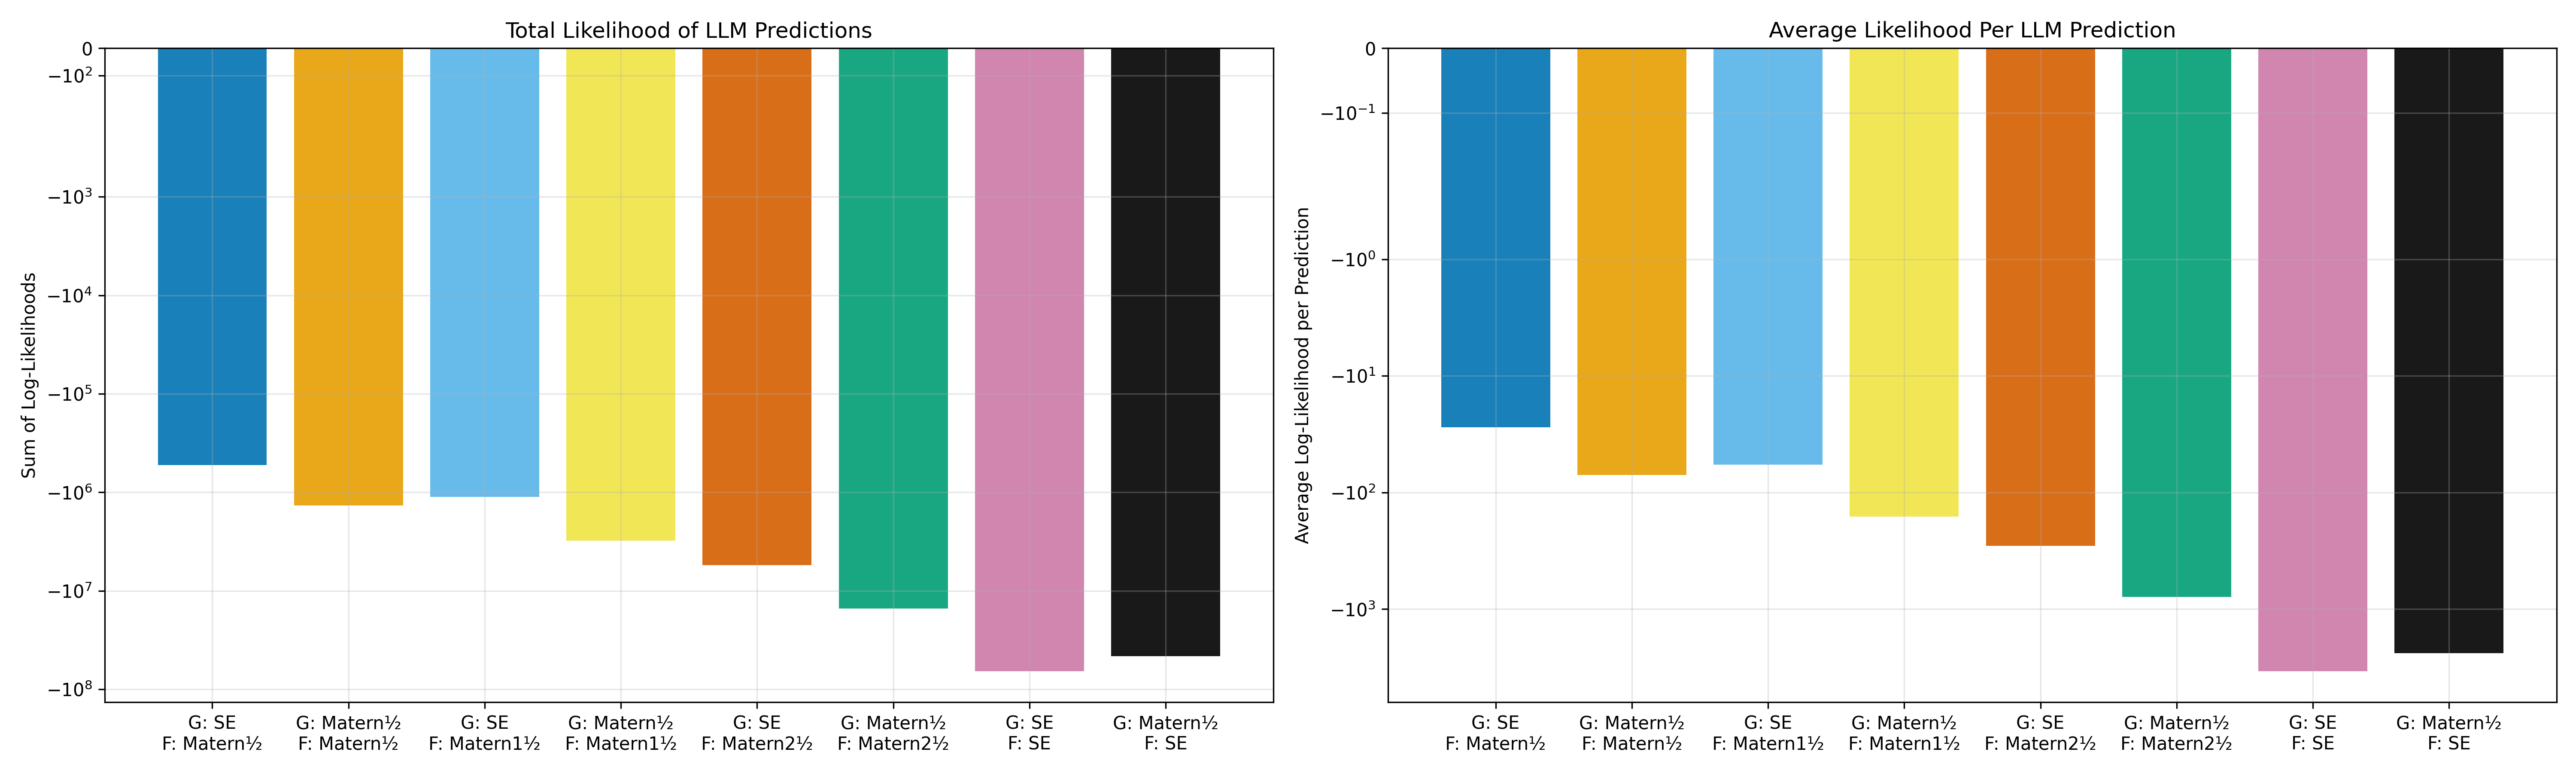 Total Likelihood of LLM Predictions
Sum of Log-Likelihoods
0
−10²
−10³
−10⁴
−10⁵
−10⁶
−10⁷
−10⁸
G: SE
F: Matern½
G: Matern½
F: Matern½
G: SE
F: Matern1½
G: Matern½
F: Matern1½
G: SE
F: Matern2½
G: Matern½
F: Matern2½
G: SE
F: SE
G: Matern½
F: SE
Average Likelihood Per LLM Prediction
Average Log-Likelihood per Prediction
0
−10⁻¹
−10⁰
−10¹
−10²
−10³
G: SE
F: Matern½
G: Matern½
F: Matern½
G: SE
F: Matern1½
G: Matern½
F: Matern1½
G: SE
F: Matern2½
G: Matern½
F: Matern2½
G: SE
F: SE
G: Matern½
F: SE